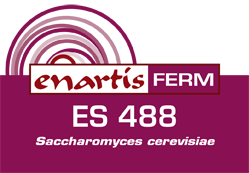 enartis FERM
ES 488
Saccharomyces cerevisiae